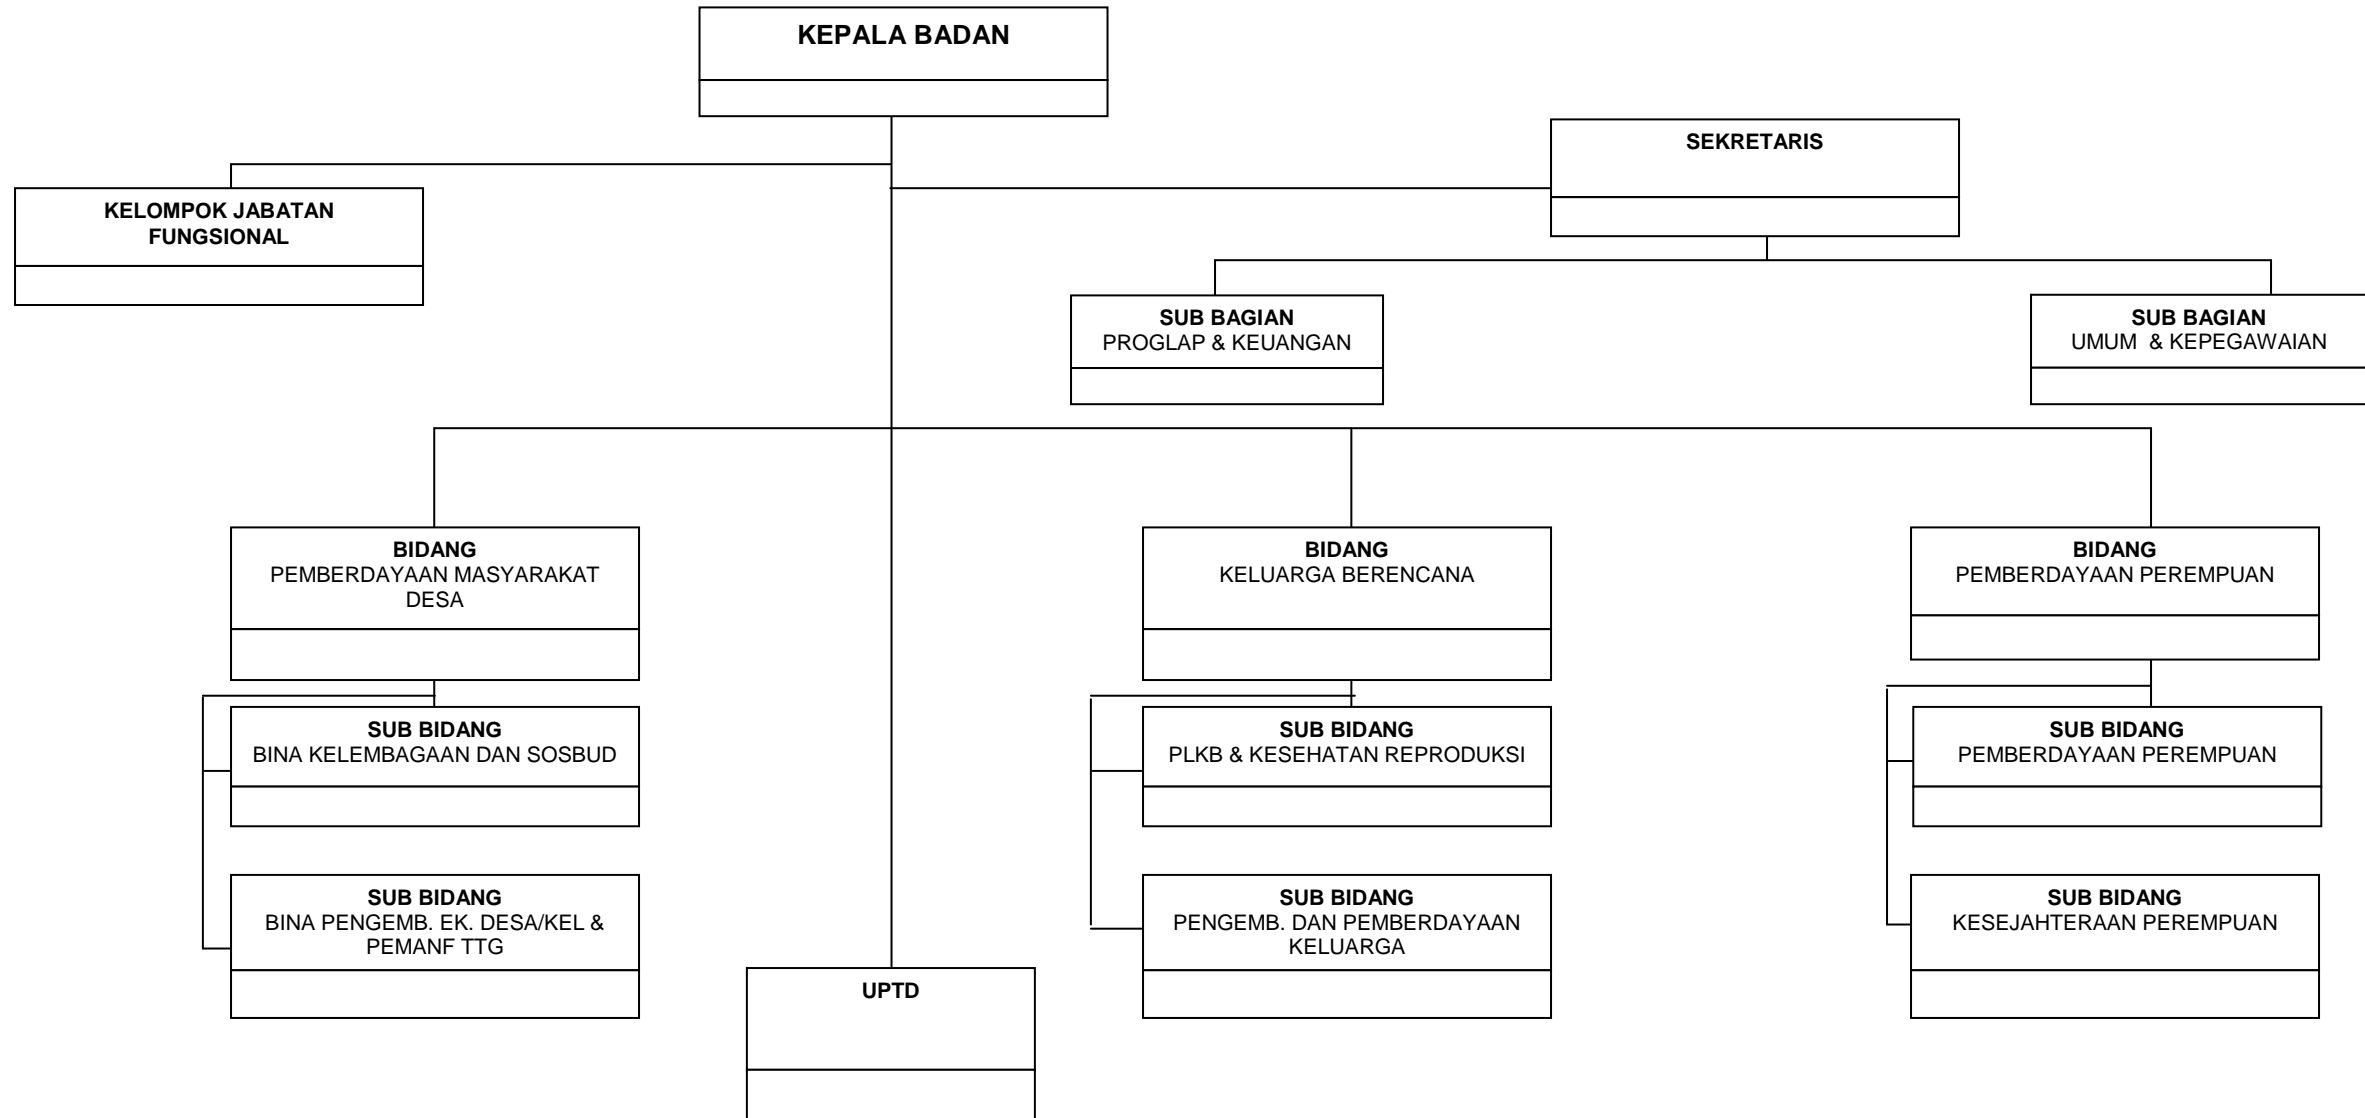 KEPALA BADAN
SEKRETARIS
KELOMPOK JABATAN
FUNGSIONAL
SUB BAGIAN
PROGLAP & KEUANGAN
SUB BAGIAN
UMUM & KEPEGAWAIAN
BIDANG
PEMBERDAYAAN MASYARAKAT
DESA
BIDANG
KELUARGA BERENCANA
BIDANG
PEMBERDAYAAN PEREMPUAN
SUB BIDANG
BINA KELEMBAGAAN DAN SOSBUD
SUB BIDANG
PLKB & KESEHATAN REPRODUKSI
SUB BIDANG
PEMBERDAYAAN PEREMPUAN
SUB BIDANG
BINA PENGEMB. EK. DESA/KEL &
PEMANF TTG
SUB BIDANG
PENGEMB. DAN PEMBERDAYAAN
KELUARGA
SUB BIDANG
KESEJAHTERAAN PEREMPUAN
UPTD